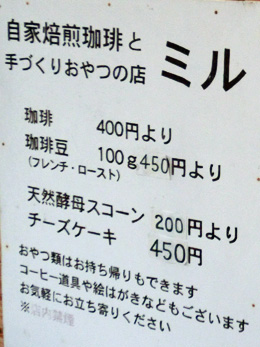 自家焙煎珈琲と
手づくりおやつの店 ミル
珈琲 400円より
珈琲豆 100g450円より
(フレンチ・ロースト)
天然酵母スコーン 200円より
チーズケーキ 450円
おやつ類はお持ち帰りもできます
コーヒー道具や絵はがきなどもございます
お気軽にお立ち寄りください
※店内禁煙